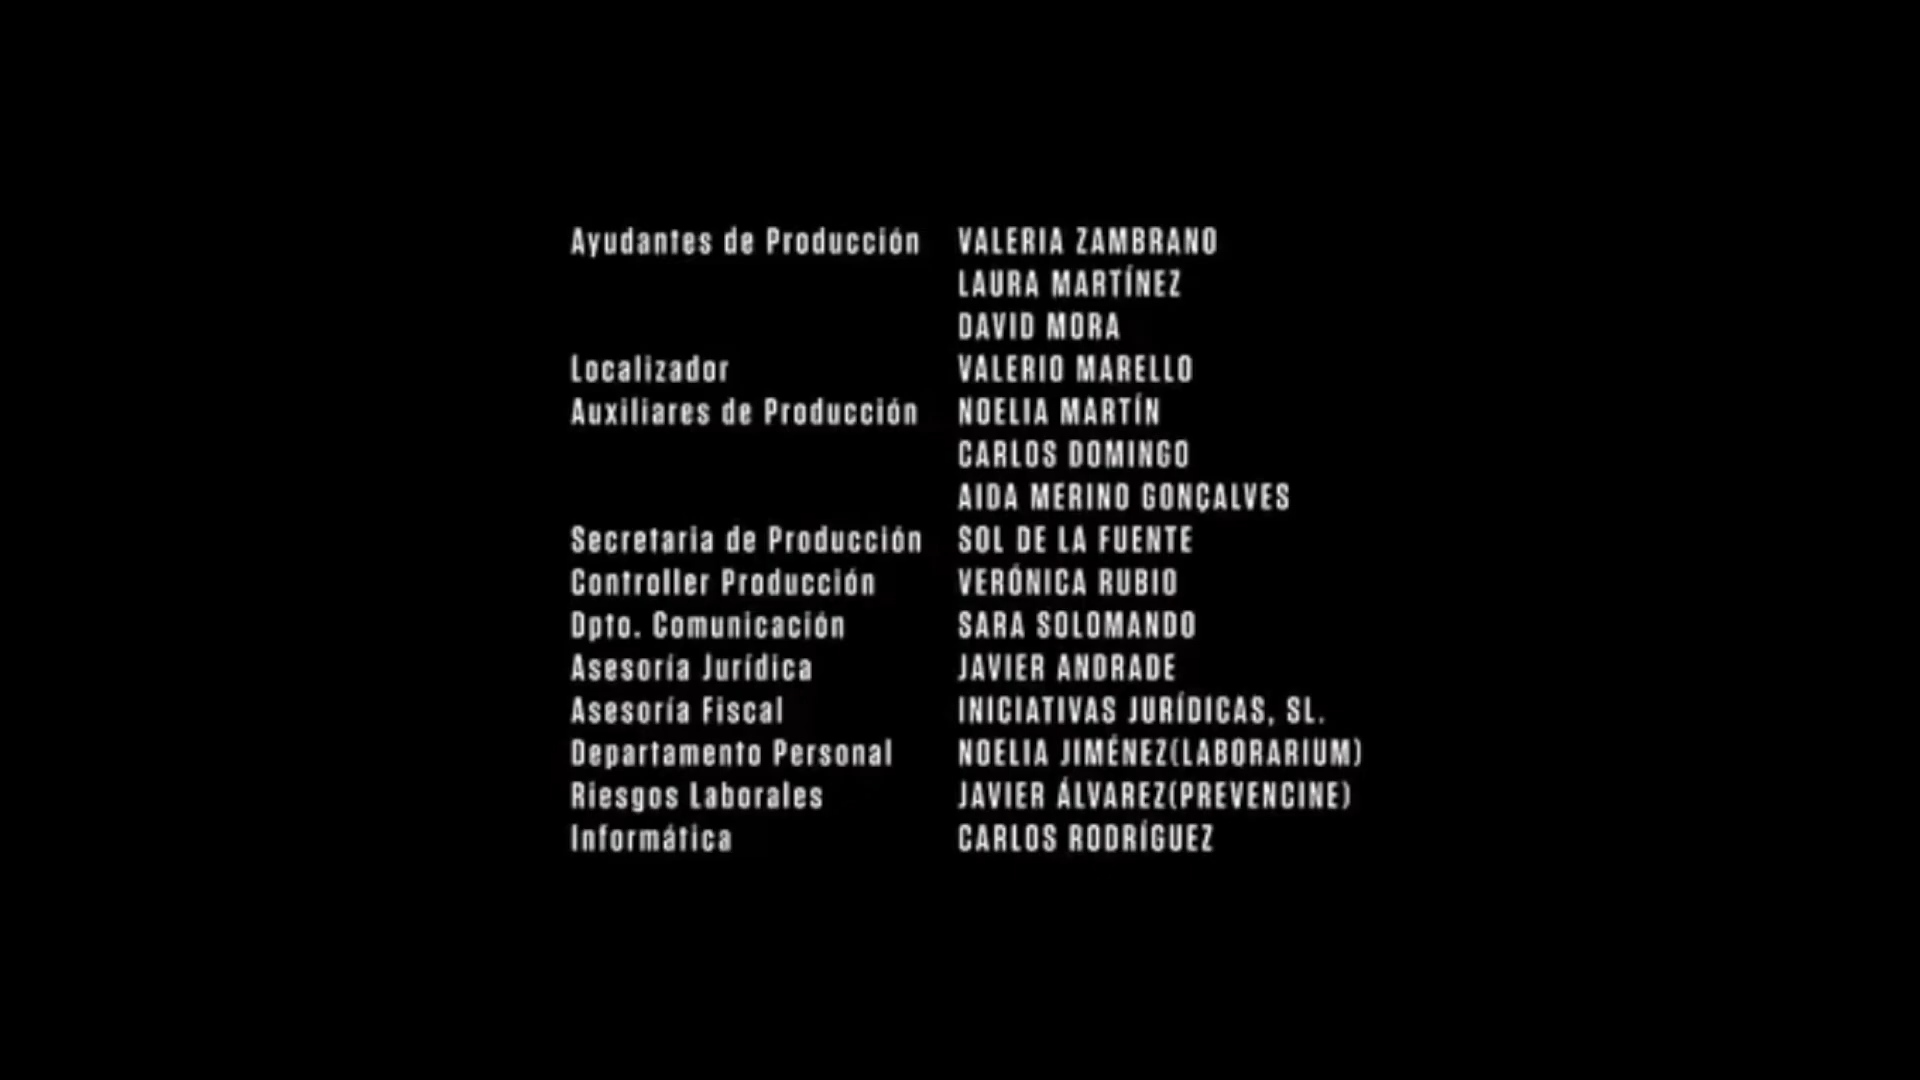 Ayudantes de Producción VALERIA ZAMBRANO
LAURA MARTÍNEZ
DAVID MORA
Localizador VALERIO MARELLO
Auxiliares de Producción NOELIA MARTÍN
CARLOS DOMINGO
AIDA MERINO GONÇALVES
Secretaria de Producción SOL DE LA FUENTE
Controller Producción VERÓNICA RUBIO
Dpto. Comunicación SARA SOLOMANDO
Asesoría Jurídica JAVIER ANDRADE
Asesoría Fiscal INICIATIVAS JURÍDICAS, SL.
Departamento Personal NOELIA JIMÉNEZ(LABORARIUM)
Riesgos Laborales JAVIER ÁLVAREZ(PREVENCINE)
Informática CARLOS RODRÍGUEZ